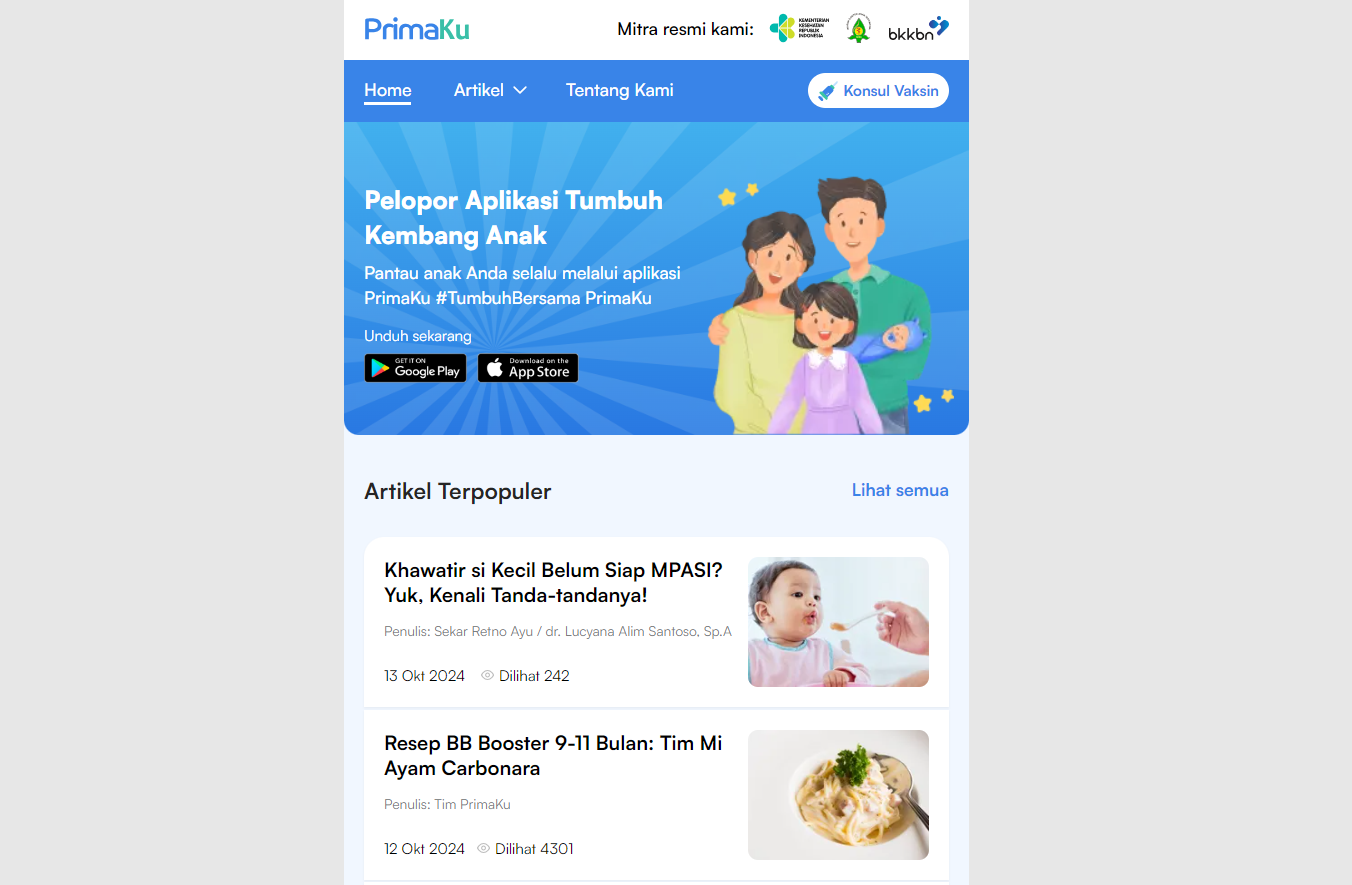 PrimaKu
Mitra resmi kami:
KEMENTERIAN
KESEHATAN
REPUBLIK
INDONESIA
bkkbn
Home
Artikel
Tentang Kami
Konsul Vaksin
Pelopor Aplikasi Tumbuh
Kembang Anak
Pantau anak Anda selalu melalui aplikasi
PrimaKu #TumbuhBersama PrimaKu
Unduh sekarang
GET IT ON
Google Play
Download on the
App Store
Artikel Terpopuler
Lihat semua
Khawatir si Kecil Belum Siap MPASI?
Yuk, Kenali Tanda-tandanya!
Penulis: Sekar Retno Ayu / dr. Lucyana Alim Santoso, Sp.A
13 Okt 2024
Dilihat 242
Resep BB Booster 9-11 Bulan: Tim Mi
Ayam Carbonara
Penulis: Tim PrimaKu
12 Okt 2024
Dilihat 4301